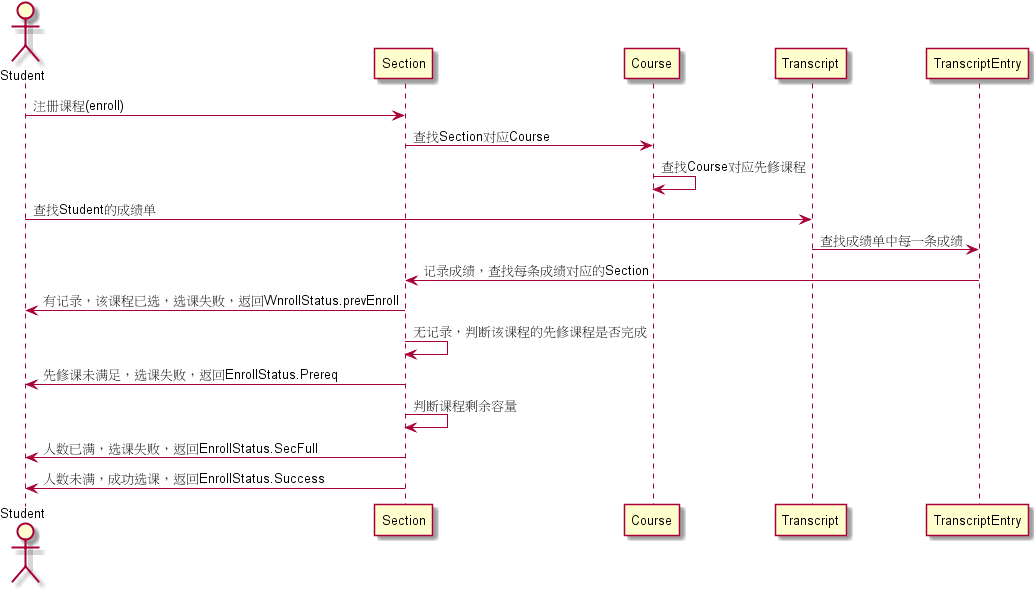 Student
Section
Course
Transcript
TranscriptEntry
注册课程(enroll)
查找Section对应Course
查找Course对应先修课程
查找Student的成绩单
查找成绩单中每一条成绩
记录成绩，查找每条成绩对应的Section
有记录，该课程已选，选课失败，返回WnrollStatus.prevEnroll
无记录，判断该课程的先修课程是否完成
先修课未满足，选课失败，返回EnrollStatus.Prereq
判断课程剩余容量
人数已满，选课失败，返回EnrollStatus.SecFull
人数未满，成功选课，返回EnrollStatus.Success
Student
Section
Course
Transcript
TranscriptEntry